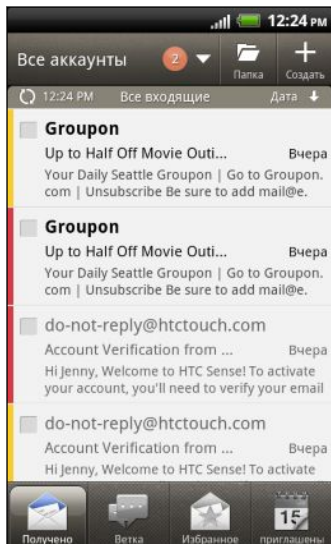 12:24 PM
Все аккаунты 2
Папка
Создать
12:24 PM Все входящие Дата
Groupon
Up to Half Off Movie Outi... Вчера
Your Daily Seattle Groupon | Go to Groupon.
com | Unsubscribe Be sure to add mail@e.
Groupon
Up to Half Off Movie Outi... Вчера
Your Daily Seattle Groupon | Go to Groupon.
com | Unsubscribe Be sure to add mail@e.
do-not-reply@htctouch.com
Account Verification from ... Вчера
Hi Jenny, Welcome to HTC Sense! To activate
your account, you'll need to verify your email
do-not-reply@htctouch.com
Account Verification from ... Вчера
Hi Jenny, Welcome to HTC Sense! To activate
15
Получено Ветка Избранное приглашены